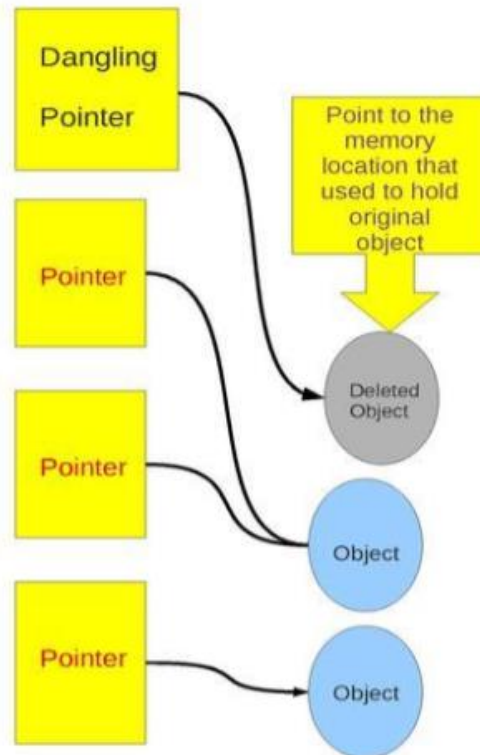 Dangling
Pointer
Point to the
memory
location that
used to hold
original
object
Pointer
Deleted
Object
Pointer
Object
Pointer
Object